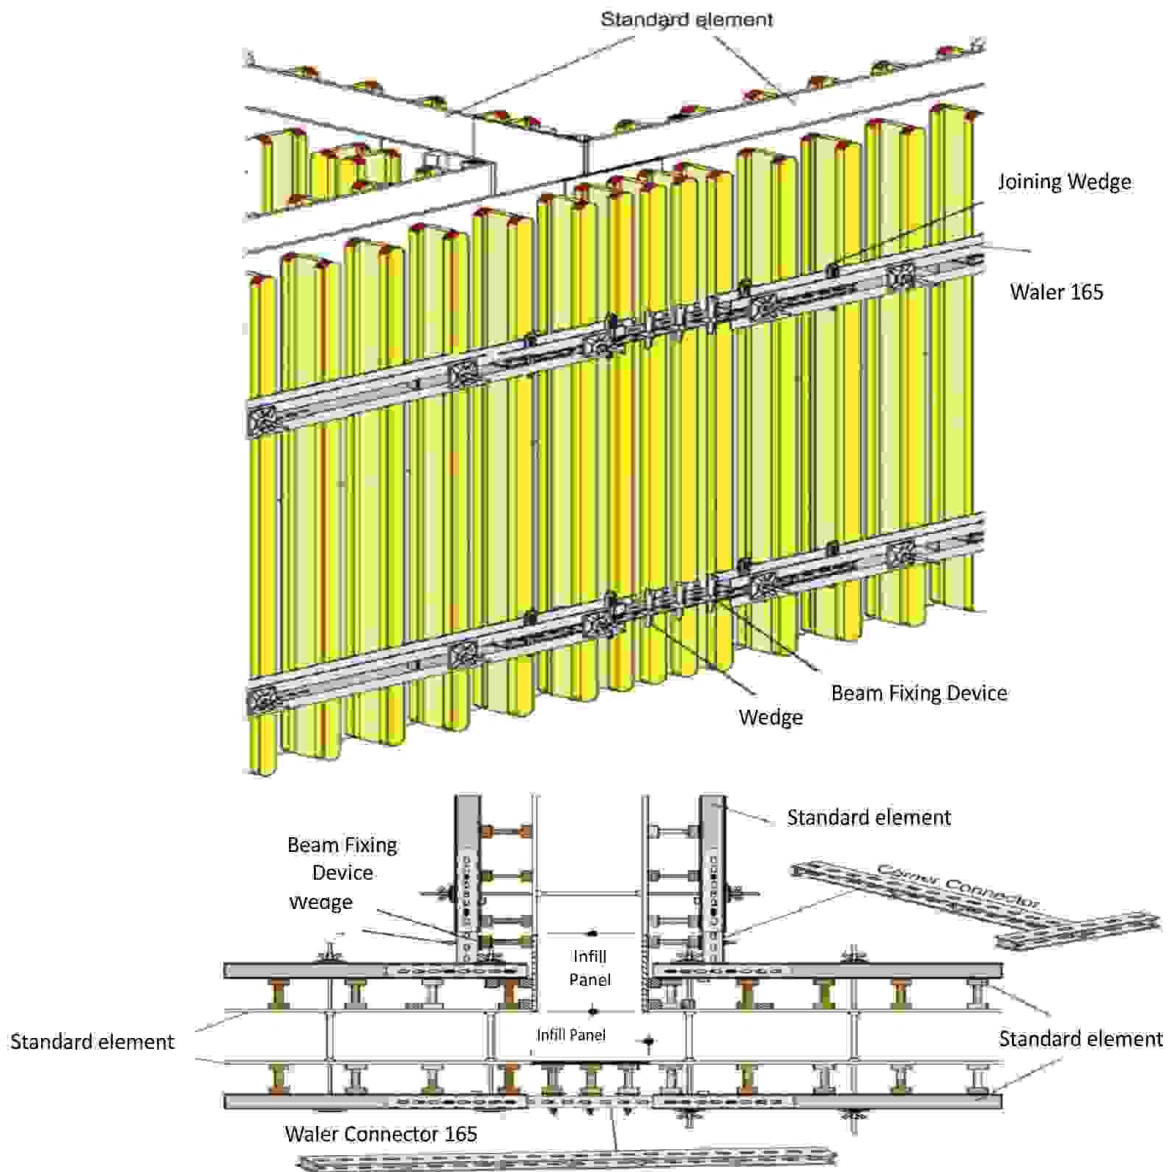 Standard element
Joining Wedge
Waler 165
Beam Fixing Device
Wedge
Standard element
Beam Fixing
Device
Wedge
Corner Connector
Infill
Panel
Infill Panel
Standard element
Standard element
Waler Connector 165